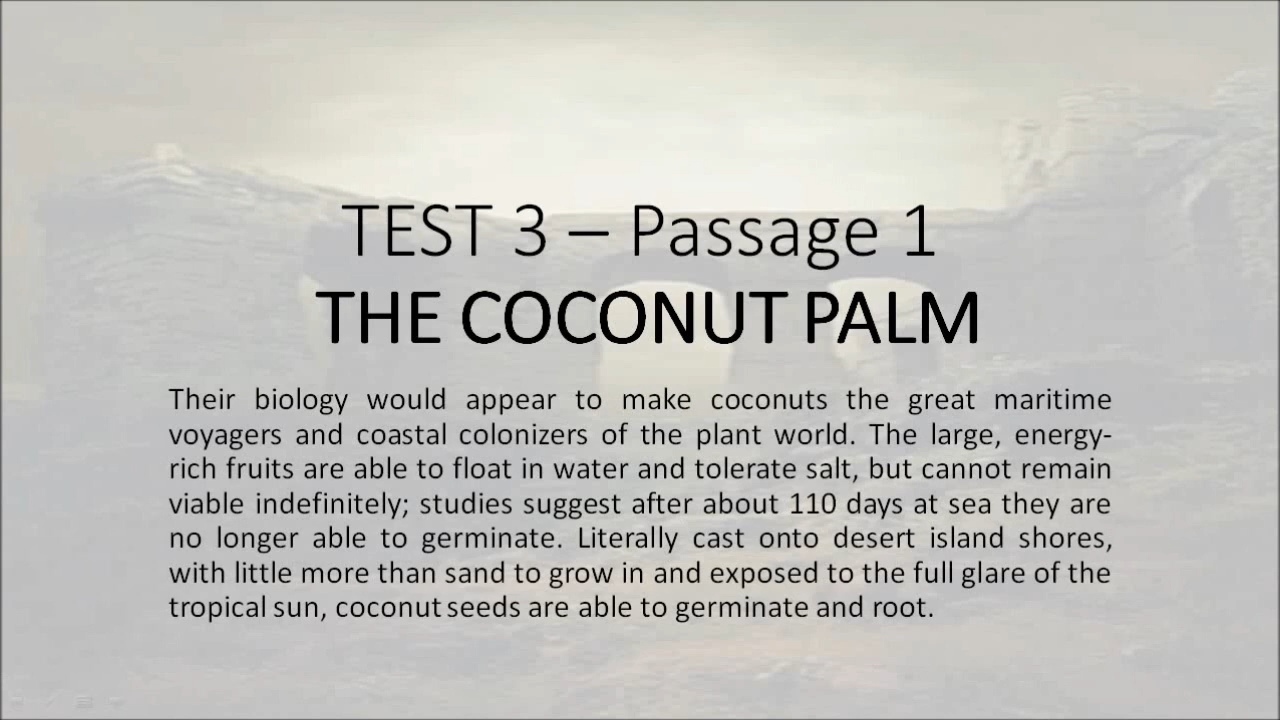 TEST 3 – Passage 1
THE COCONUT PALM
Their biology would appear to make coconuts the great maritime
voyagers and coastal colonizers of the plant world. The large, energy-
rich fruits are able to float in water and tolerate salt, but cannot remain
viable indefinitely; studies suggest after about 110 days at sea they are
no longer able to germinate. Literally cast onto desert island shores,
with little more than sand to grow in and exposed to the full glare of the
tropical sun, coconut seeds are able to germinate and root.